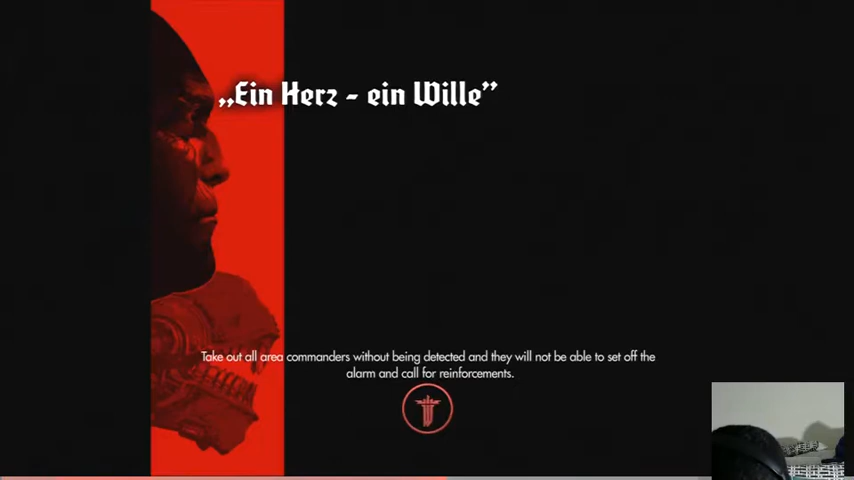 „Ein Herz - ein Wille”
Take out all area commanders without being detected and they will not be able to set off the
alarm and call for reinforcements.